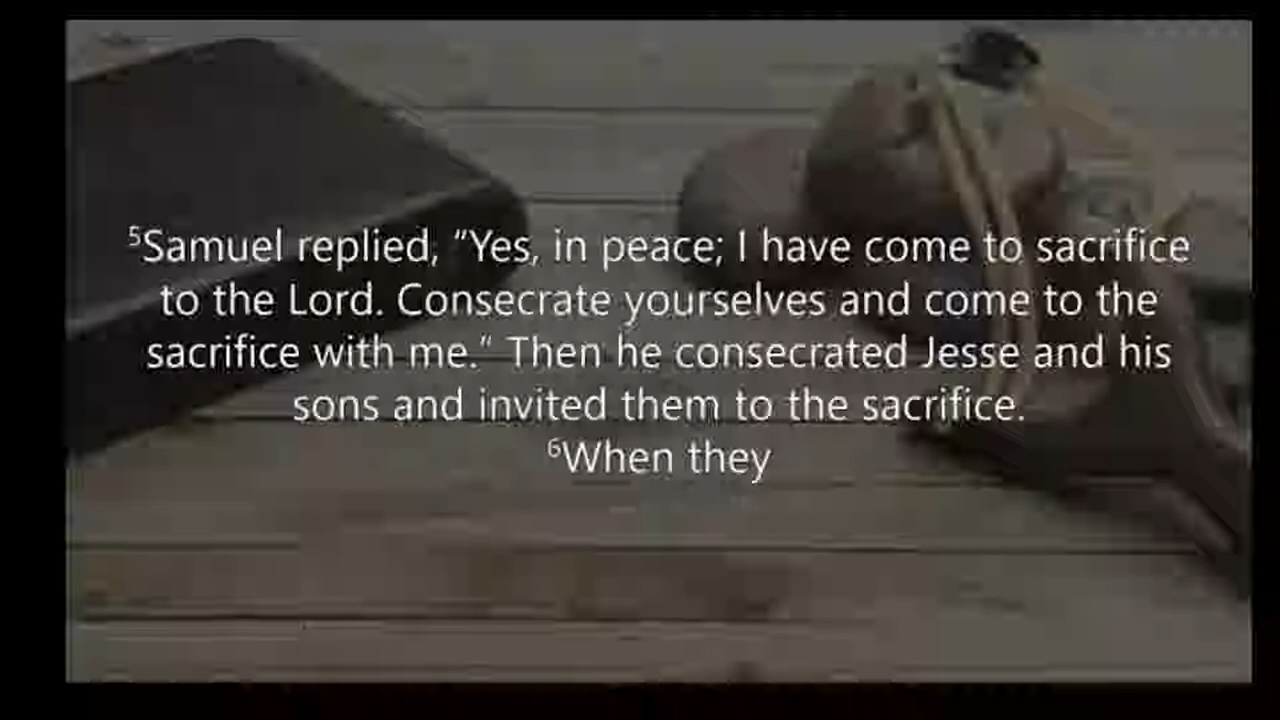 ⁵Samuel replied, “Yes, in peace; I have come to sacrifice
to the Lord. Consecrate yourselves and come to the
sacrifice with me.” Then he consecrated Jesse and his
sons and invited them to the sacrifice.
⁶When they